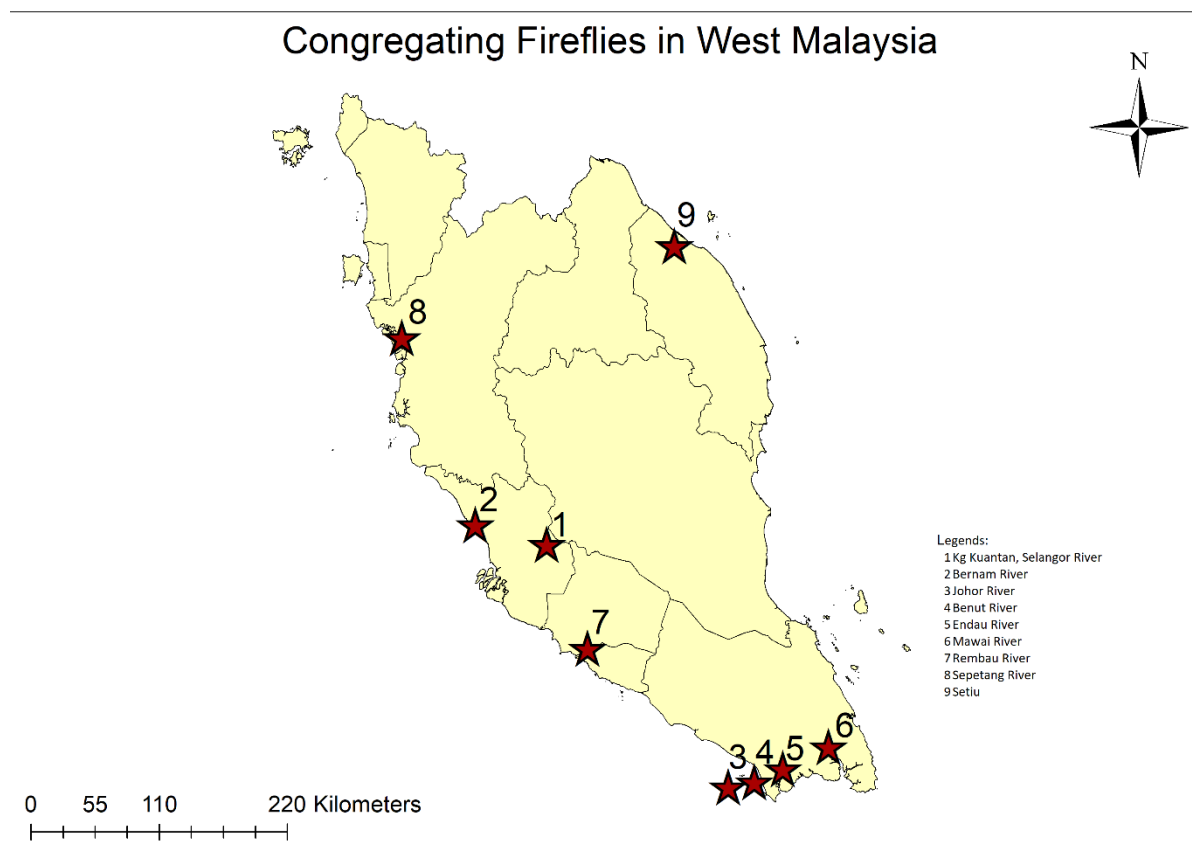 Congregating Fireflies in West Malaysia
N
9
8
2
1
7
3
4
5
6
Legends:
1 Kg Kuantan, Selangor River
2 Bernam River
3 Johor River
4 Benut River
5 Endau River
6 Mawai River
7 Rembau River
8 Sepetang River
9 Setiu
0 55 110 220 Kilometers